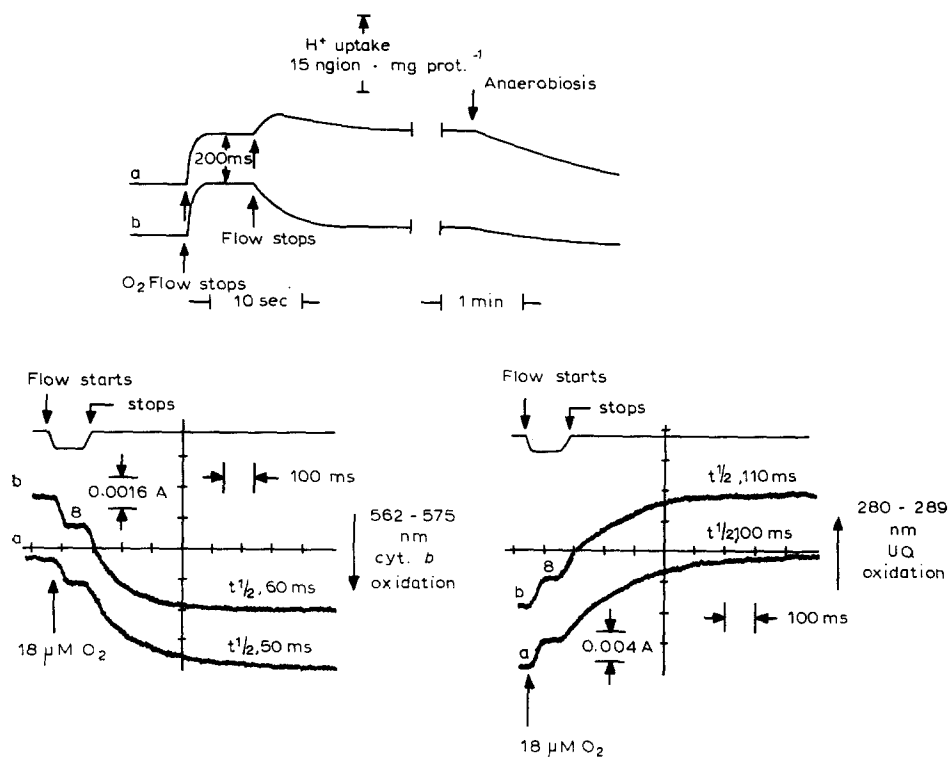 H+ uptake
15 ngion · mg prot.-1
Anaerobiosis
a
200ms
b
Flow stops
O2 Flow stops
10 sec
1 min
Flow starts
stops
b
0.0016 A
100 ms
8
a
562-575
nm
cyt. b
oxidation
t½, 60 ms
t½, 50 ms
18 µM O2
Flow starts
stops
t½, 110 ms
280-289
nm
UQ
oxidation
t½, 100 ms
8
b
100 ms
a
0.004 A
18 µM O2